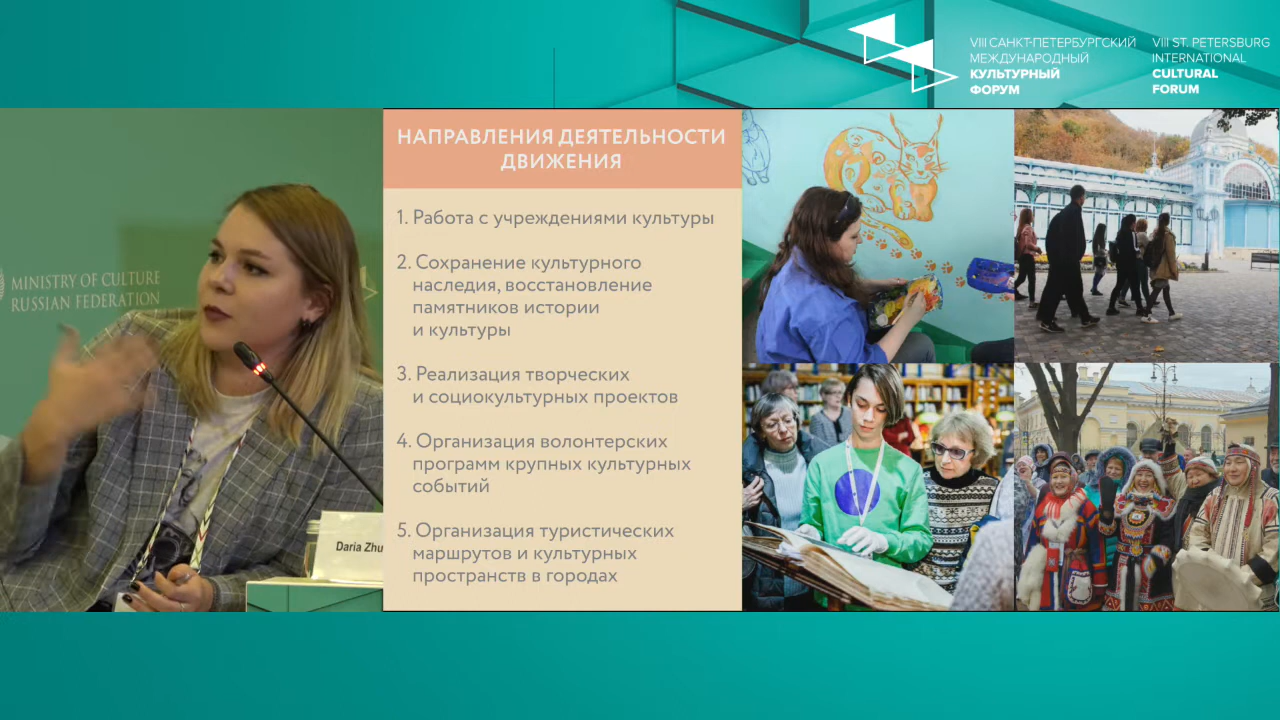 VIII САНКТ-ПЕТЕРБУРГСКИЙ
МЕЖДУНАРОДНЫЙ
КУЛЬТУРНЫЙ
ФОРУМ
VIII ST. PETERSBURG
INTERNATIONAL
CULTURAL
FORUM
MINISTRY OF CULTURE
RUSSIAN FEDERATION
Daria
НАПРАВЛЕНИЯ ДЕЯТЕЛЬНОСТИ
ДВИЖЕНИЯ
1. Работа с учреждениями культуры
2. Сохранение культурного
наследия, восстановление
памятников истории
и культуры
3. Реализация творческих
и социокультурных проектов
4. Организация волонтерских
программ крупных культурных
событий
5. Организация туристических
маршрутов и культурных
пространств в городах